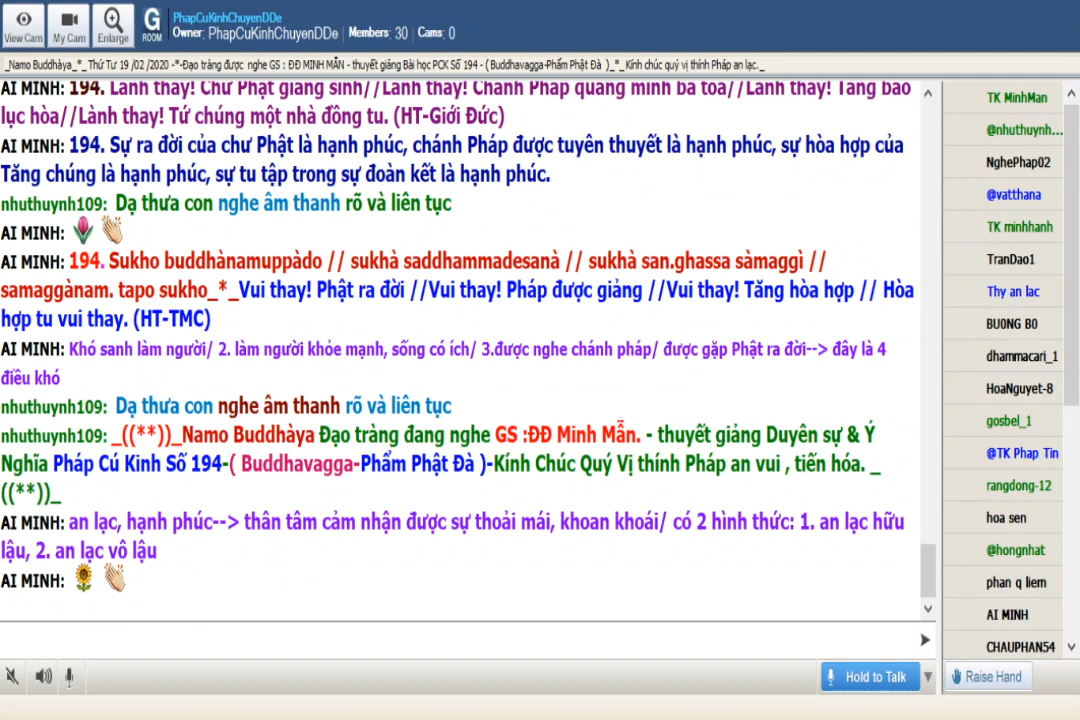 View Cam
My Cam
Enlarge
G
ROOM
PhapCuKinhChuyenDDe
Owner: PhapCuKinhChuyenDDe Members: 30 Cams: 0
_Namo Buddhàya_*_ Thứ Tư 19 /02 /2020 -*-Đạo tràng được nghe GS : ĐĐ MINH MẪN - thuyết giảng Bài học PCK Số 194 - ( Buddhavagga-Phẩm Phật Đà )_*_Kính chúc quý vị thính Pháp an lạc._
AI MINH: 194. Lành thay! Chư Phật giáng sinh//Lành thay! Chánh Pháp quang minh ba tỏa//Lành thay! Tăng bảo
lục hòa//Lành thay! Tứ chúng một nhà đồng tu. (HT-Giới Đức)
AI MINH: 194. Sự ra đời của chư Phật là hạnh phúc, chánh Pháp được tuyên thuyết là hạnh phúc, sự hòa hợp của
Tăng chúng là hạnh phúc, sự tu tập trong sự đoàn kết là hạnh phúc.
nhuthuynh109: Dạ thưa con nghe âm thanh rõ và liên tục
AI MINH:
AI MINH: 194. Sukho buddhànamuppàdo // sukhà saddhammadesanà // sukhà san.ghassa sàmaggì //
samaggànam. tapo sukho_*_Vui thay! Phật ra đời //Vui thay! Pháp được giảng //Vui thay! Tăng hòa hợp // Hòa
hợp tu vui thay. (HT-TMC)
AI MINH: Khó sanh làm người/ 2. làm người khỏe mạnh, sống có ích/ 3.được nghe chánh pháp/ được gặp Phật ra đời--> đây là 4
điều khó
nhuthuynh109: Dạ thưa con nghe âm thanh rõ và liên tục
nhuthuynh109: _((**))_Namo Buddhàya Đạo tràng đang nghe GS :ĐĐ Minh Mẫn. - thuyết giảng Duyên sự & Ý
Nghĩa Pháp Cú Kinh Số 194-( Buddhavagga-Phẩm Phật Đà )-Kính Chúc Quý Vị thính Pháp an vui , tiến hóa. _
((**))_
AI MINH: an lạc, hạnh phúc--> thân tâm cảm nhận được sự thoải mái, khoan khoái/ có 2 hình thức: 1. an lạc hữu
lậu, 2. an lạc vô lậu
AI MINH:
TK MinhMan
@nhuthuynh...
NghePhap02
@vatthana
TK minhhanh
TranDao1
Thy an lac
BUONG BO
dhammacari_1
HoaNguyet-8
gosbel_1
@TK Phap Tin
rangdong-12
hoa sen
@hongnhat
phan q liem
AI MINH
CHAUPHAN54
Hold to Talk
Raise Hand